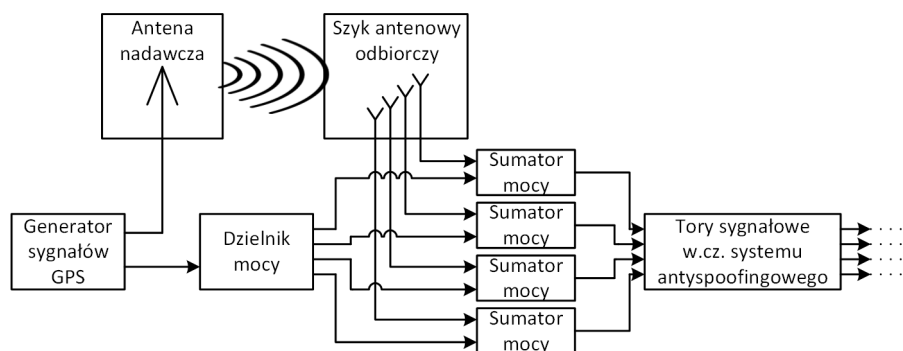 Antena
nadawcza
Szyk antenowy
odbiorczy
Generator
sygnałów
GPS
Dzielnik
mocy
Sumator
mocy
Sumator
mocy
Sumator
mocy
Sumator
mocy
Tory sygnałowe
w.cz. systemu
antyspoofingowego